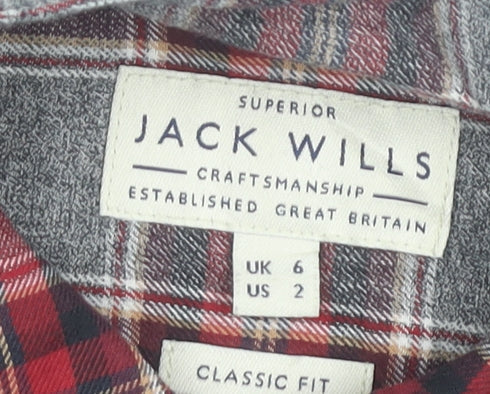 SUPERIOR
JACK WILLS
CRAFTSMANSHIP
ESTABLISHED GREAT BRITAIN
UK 6
US 2
CLASSIC FIT